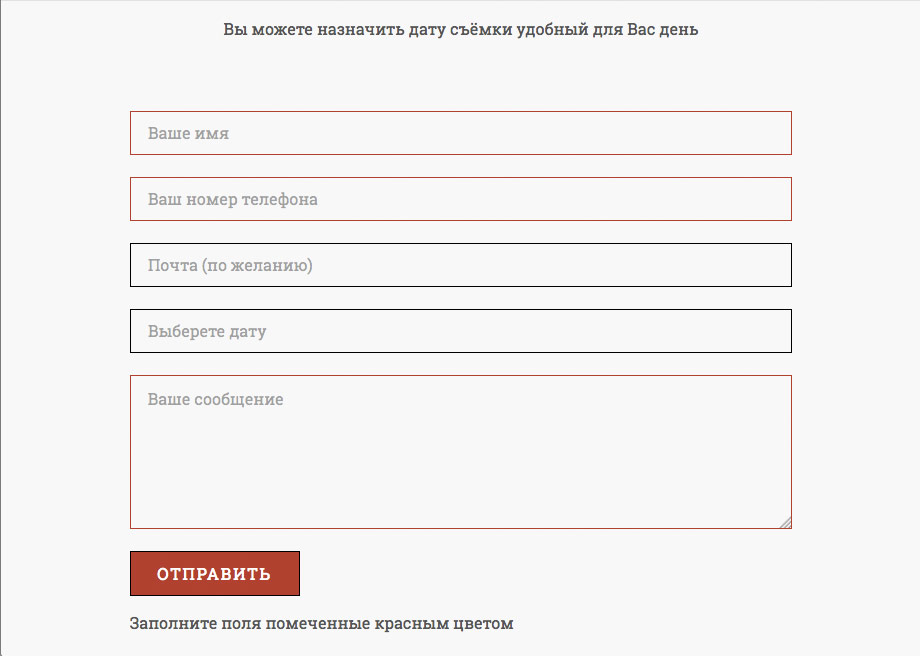 Вы можете назначить дату съёмки удобный для Вас день
Ваше имя
Ваш номер телефона
Почта (по желанию)
Выберете дату
Ваше сообщение
ОТПРАВИТЬ
Заполните поля помеченные красным цветом